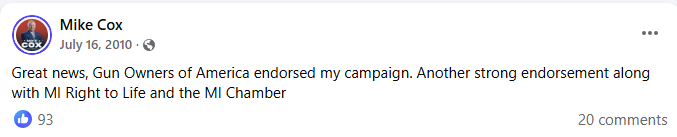 Mike Cox
July 16, 2010 ·
COX
Great news, Gun Owners of America endorsed my campaign. Another strong endorsement along
with MI Right to Life and the MI Chamber
93
20 comments